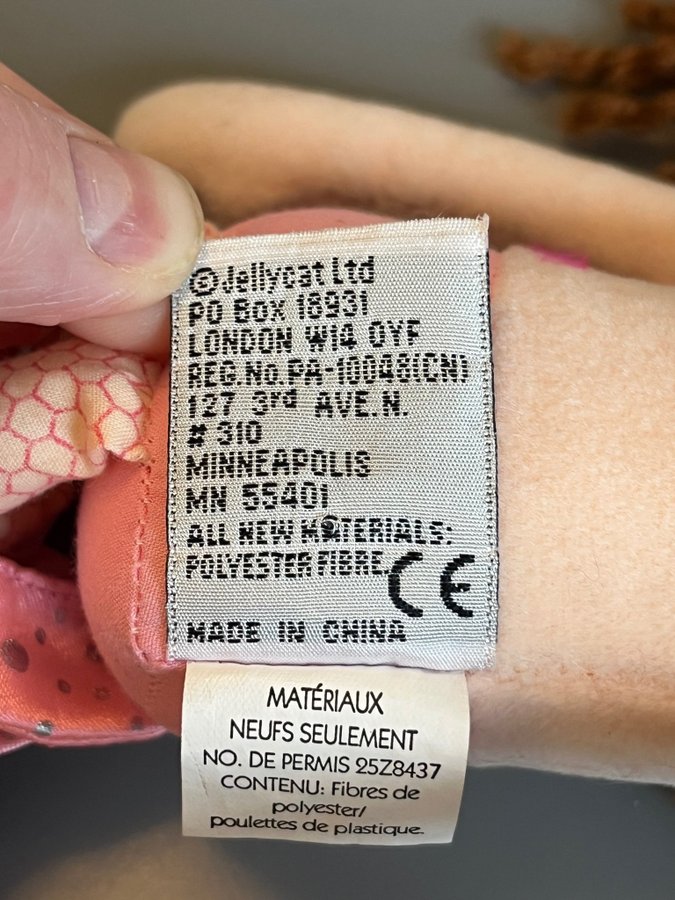 ©Jellycat Ltd
PO Box 18931
LONDON W14 0YF
REG.No.PA-10048(CN)
127 3rd AVE.N.
# 310
MINNEAPOLIS
MN 55401
ALL NEW MATERIALS:
POLYESTER FIBRE
CE
MADE IN CHINA
MATÉRIAUX
NEUFS SEULEMENT
NO. DE PERMIS 25Z8437
CONTENU: Fibres de
polyester/
poulettes de plastique.